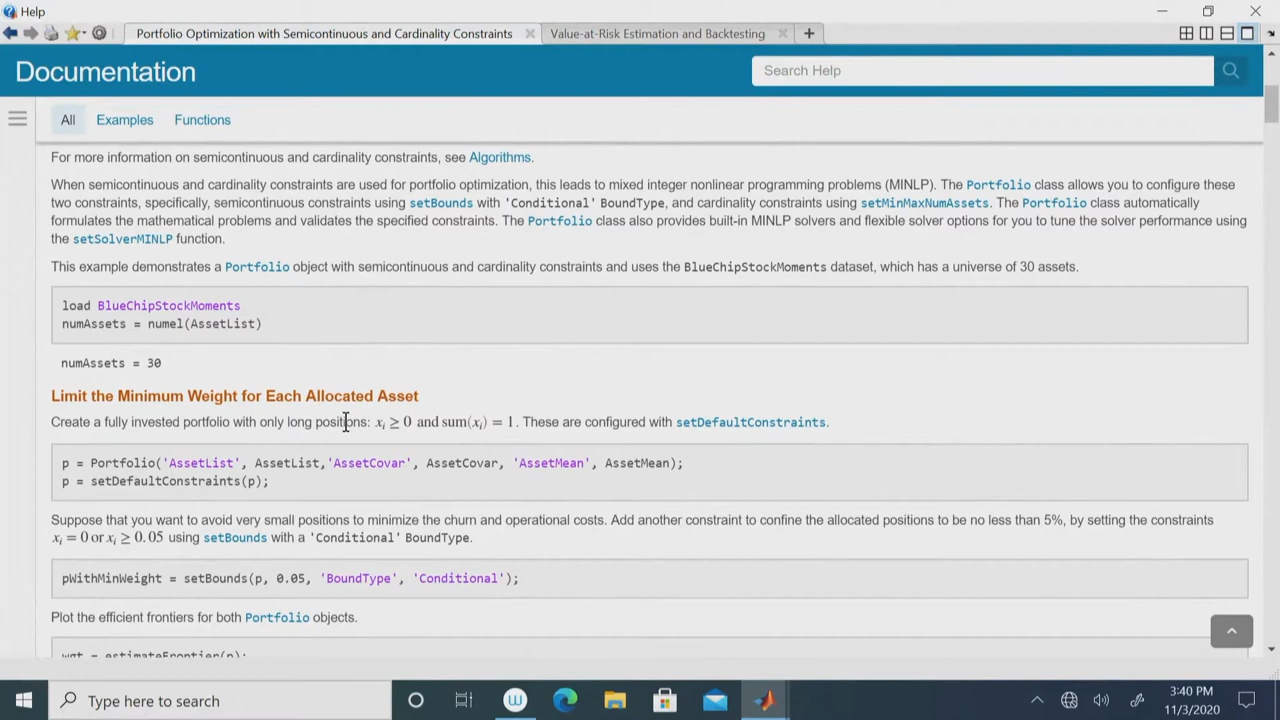 Help
Portfolio Optimization with Semicontinuous and Cardinality Constraints
Value-at-Risk Estimation and Backtesting
Documentation
Search Help
All Examples Functions
For more information on semicontinuous and cardinality constraints, see Algorithms.
When semicontinuous and cardinality constraints are used for portfolio optimization, this leads to mixed integer nonlinear programming problems (MINLP). The Portfolio class allows you to configure these
two constraints, specifically, semicontinuous constraints using setBounds with 'Conditional' BoundType, and cardinality constraints using setMinMaxNumAssets. The Portfolio class automatically
formulates the mathematical problems and validates the specified constraints. The Portfolio class also provides built-in MINLP solvers and flexible solver options for you to tune the solver performance using
the setSolverMINLP function.
This example demonstrates a Portfolio object with semicontinuous and cardinality constraints and uses the BlueChipStockMoments dataset, which has a universe of 30 assets.
load BlueChipStockMoments
numAssets = numel(AssetList)
numAssets = 30
Limit the Minimum Weight for Each Allocated Asset
Create a fully invested portfolio with only long positions: xᵢ ≥ 0 and sum(xᵢ) = 1. These are configured with setDefaultConstraints.
p = Portfolio('AssetList', AssetList,'AssetCovar', AssetCovar, 'AssetMean', AssetMean);
p = setDefaultConstraints(p);
Suppose that you want to avoid very small positions to minimize the churn and operational costs. Add another constraint to confine the allocated positions to be no less than 5%, by setting the constraints
xᵢ = 0 or xᵢ ≥ 0.05 using setBounds with a 'Conditional' BoundType.
pWithMinWeight = setBounds(p, 0.05, 'BoundType', 'Conditional');
Plot the efficient frontiers for both Portfolio objects.
wgt = estimateFrontier(p);
Type here to search
3:40 PM
11/3/2020